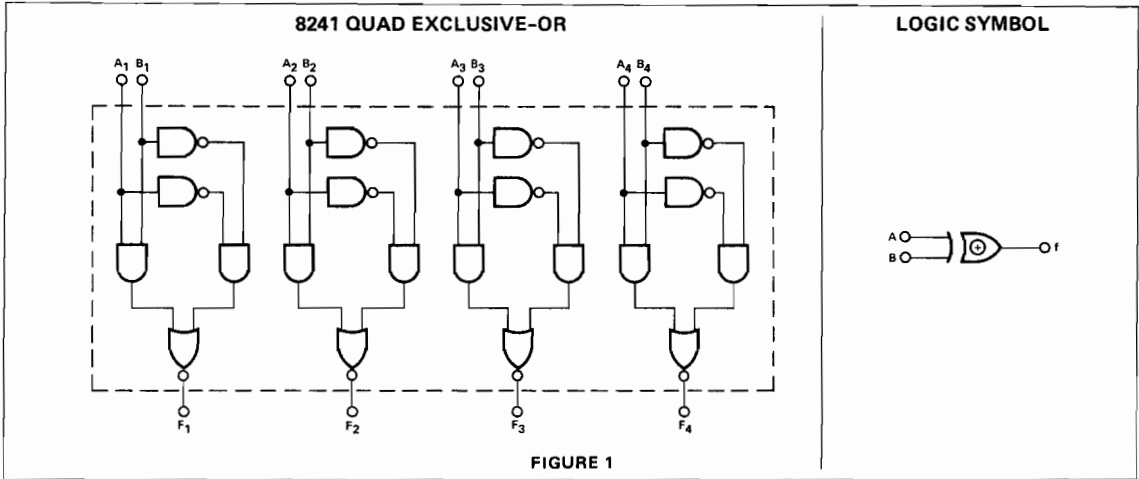 8241 QUAD EXCLUSIVE-OR
LOGIC SYMBOL
A1 B1
A2 B2
A3 B3
A4 B4
A
B
f
F1
F2
F3
F4
FIGURE 1